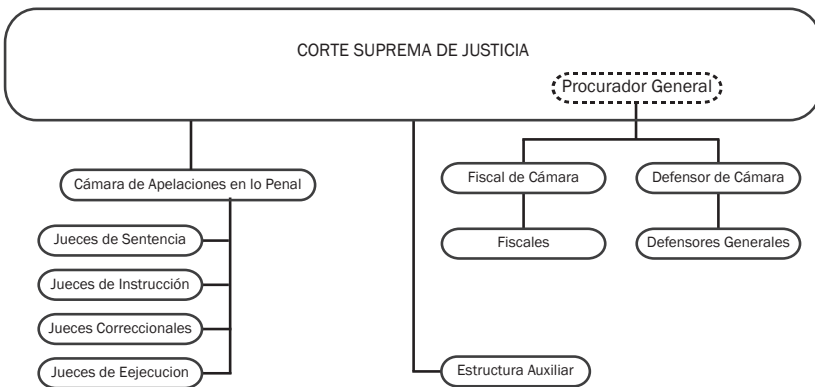 CORTE SUPREMA DE JUSTICIA
Procurador General
Cámara de Apelaciones en lo Penal
Fiscal de Cámara
Defensor de Cámara
Jueces de Sentencia
Fiscales
Defensores Generales
Jueces de Instrucción
Jueces Correccionales
Jueces de Eejecucion
Estructura Auxiliar